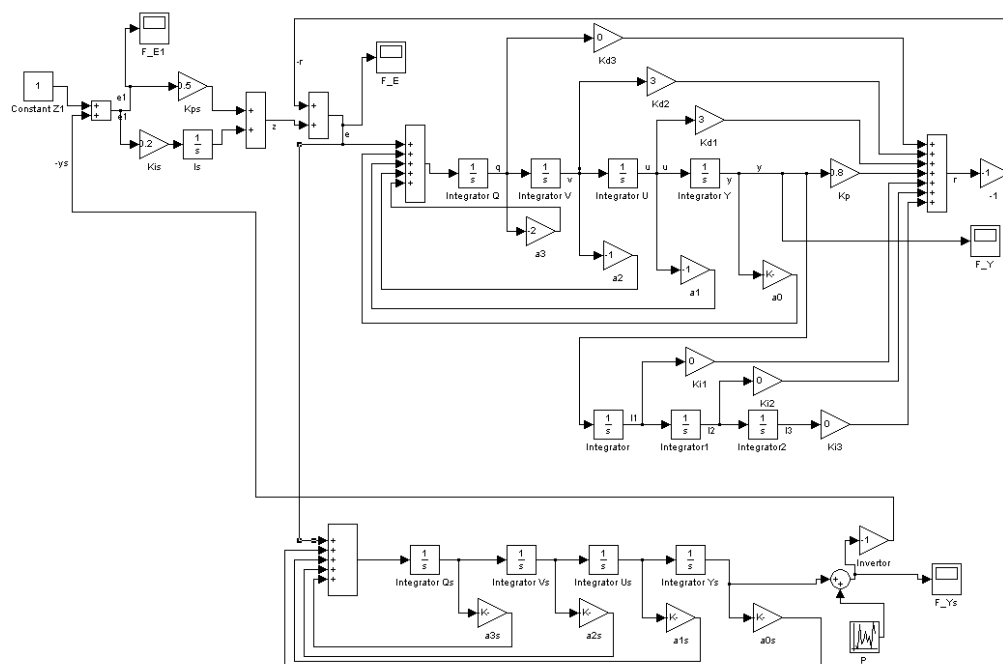 0
Kd3
-r
F_E1
F_E
1
Constant Z1
e1
e1
0.5
Kps
3
Kd2
3
Kd1
z
e
0.2
Kis
1
s
Is
-ys
1
s
Integrator Q
q
1
s
Integrator V
v
1
s
Integrator U
u
u
1
s
Integrator Y
y
y
0.8
Kp
r
-1
-1
F_Y
-2
a3
-1
a2
-1
a1
K-
a0
0
Ki1
0
Ki2
1
s
Integrator
I1
1
s
Integrator1
I2
1
s
Integrator2
I3
0
Ki3
-1
Invertor
1
s
Integrator Qs
1
s
Integrator Vs
1
s
Integrator Us
1
s
Integrator Ys
F_Ys
K-
a3s
K-
a2s
K-
a1s
K-
a0s
P